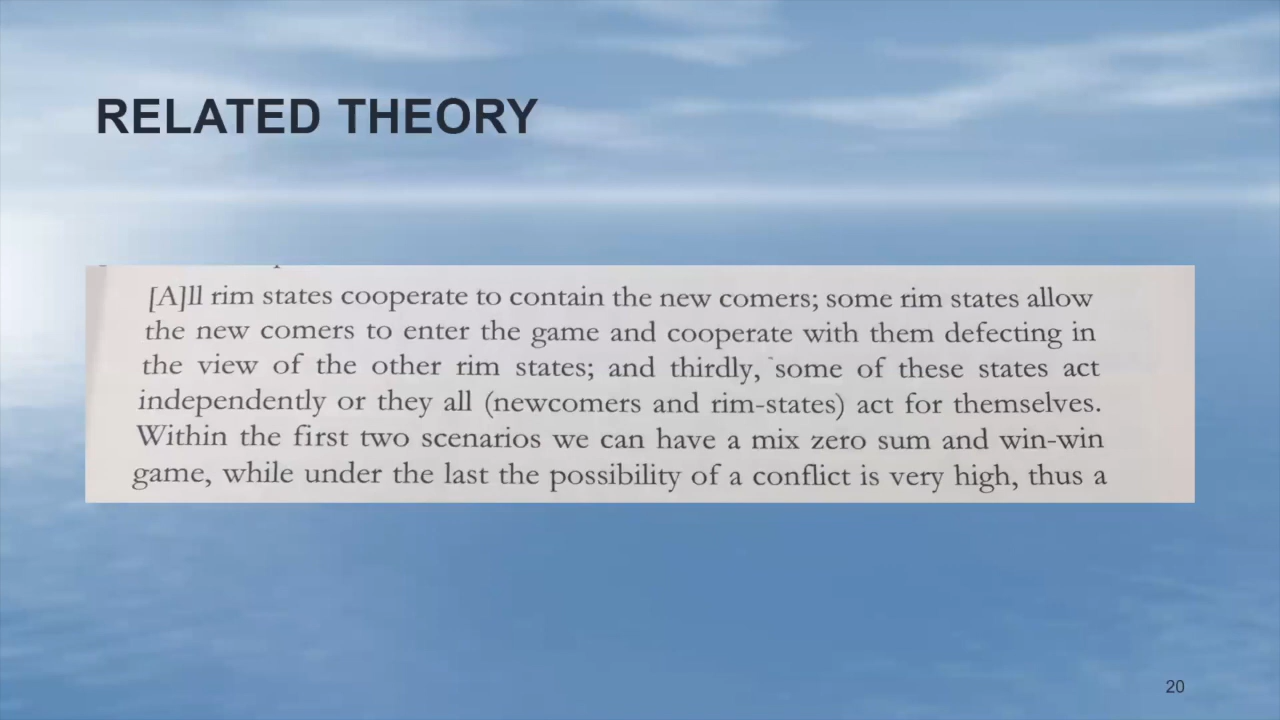 RELATED THEORY
[A]ll rim states cooperate to contain the new comers; some rim states allow
the new comers to enter the game and cooperate with them defecting in
the view of the other rim states; and thirdly, some of these states act
independently or they all (newcomers and rim-states) act for themselves.
Within the first two scenarios we can have a mix zero sum and win-win
game, while under the last the possibility of a conflict is very high, thus a
20